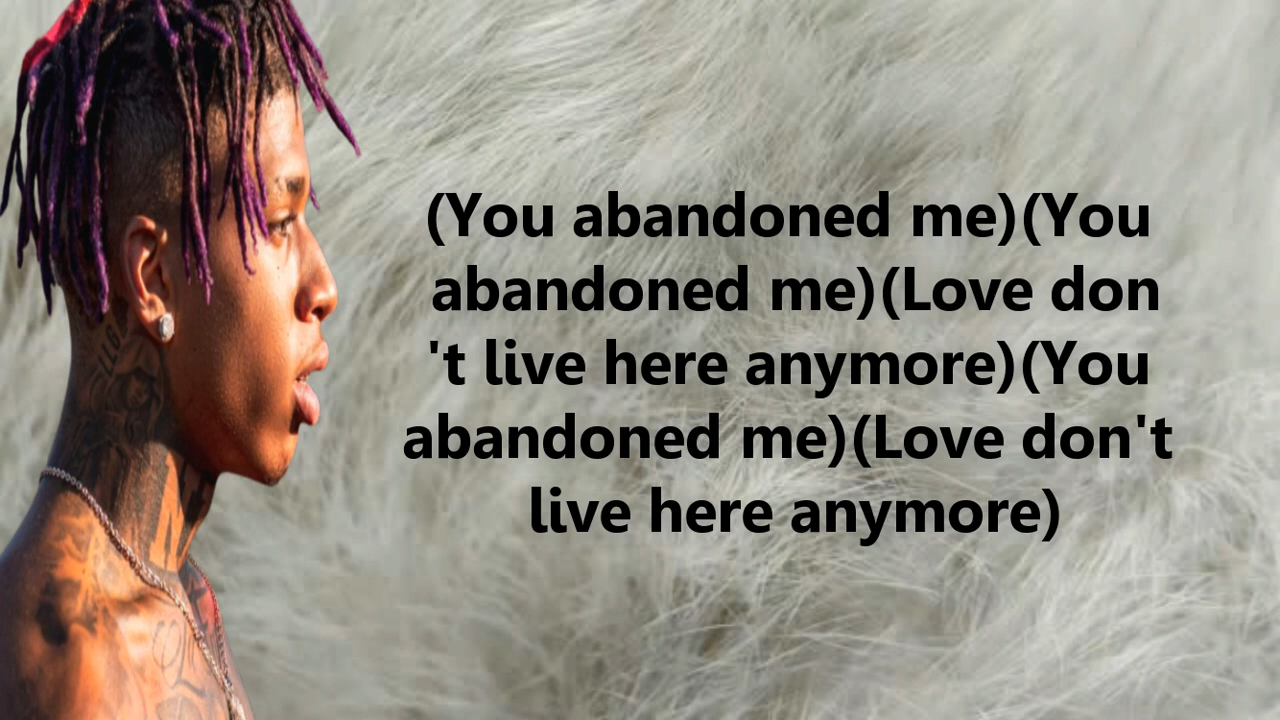 (You abandoned me)(You
abandoned me)(Love don
't live here anymore)(You
abandoned me)(Love don't
live here anymore)